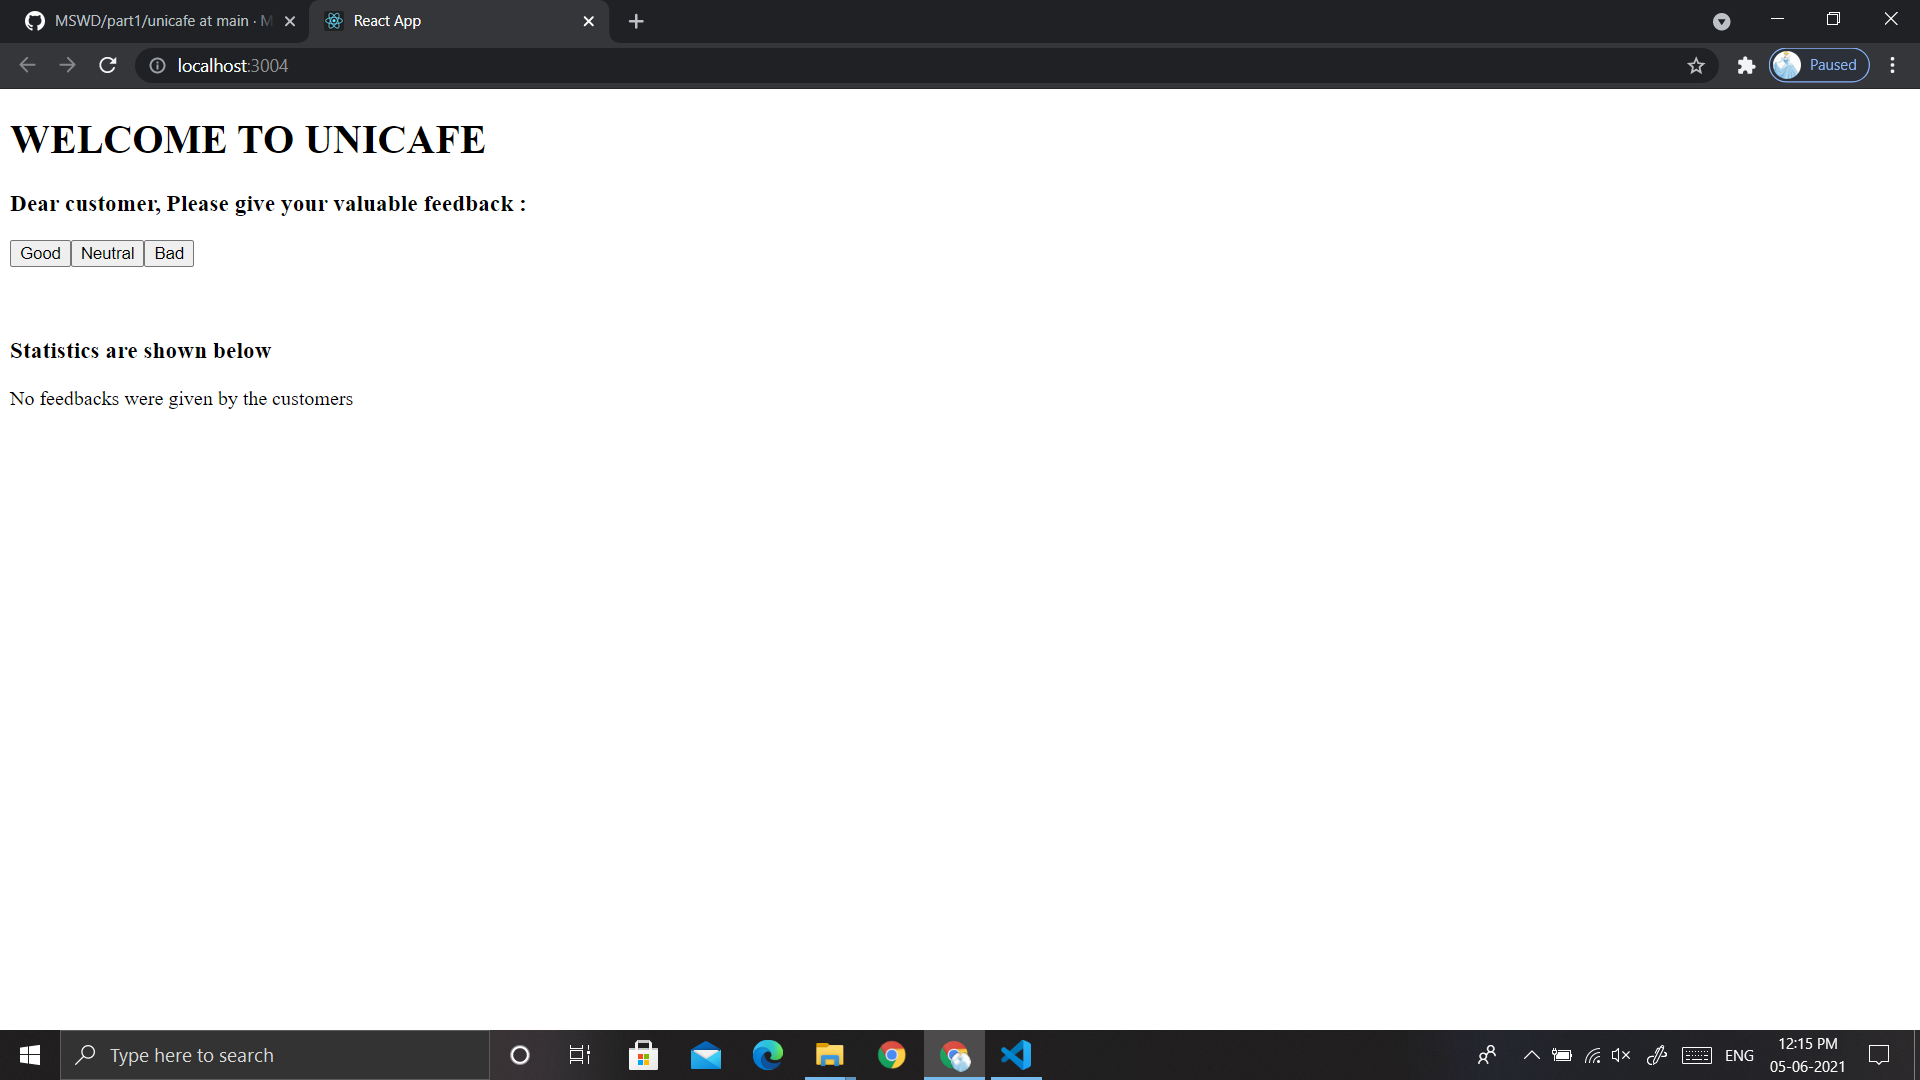 MSWD/part1/unicafe at main · M
React App
localhost:3004
Paused
WELCOME TO UNICAFE
Dear customer, Please give your valuable feedback :
Good Neutral Bad
Statistics are shown below
No feedbacks were given by the customers
Type here to search
ENG
12:15 PM
05-06-2021